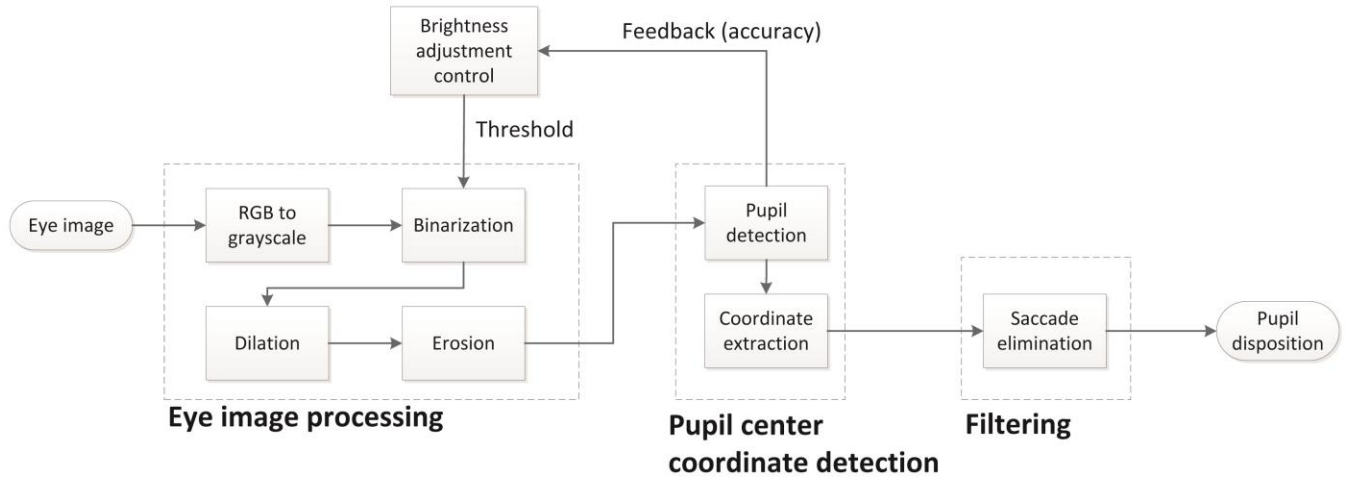 Brightness
adjustment
control
Feedback (accuracy)
Threshold
Eye image
RGB to
grayscale
Binarization
Pupil
detection
Dilation
Erosion
Coordinate
extraction
Saccade
elimination
Pupil
disposition
Eye image processing
Pupil center
coordinate detection
Filtering